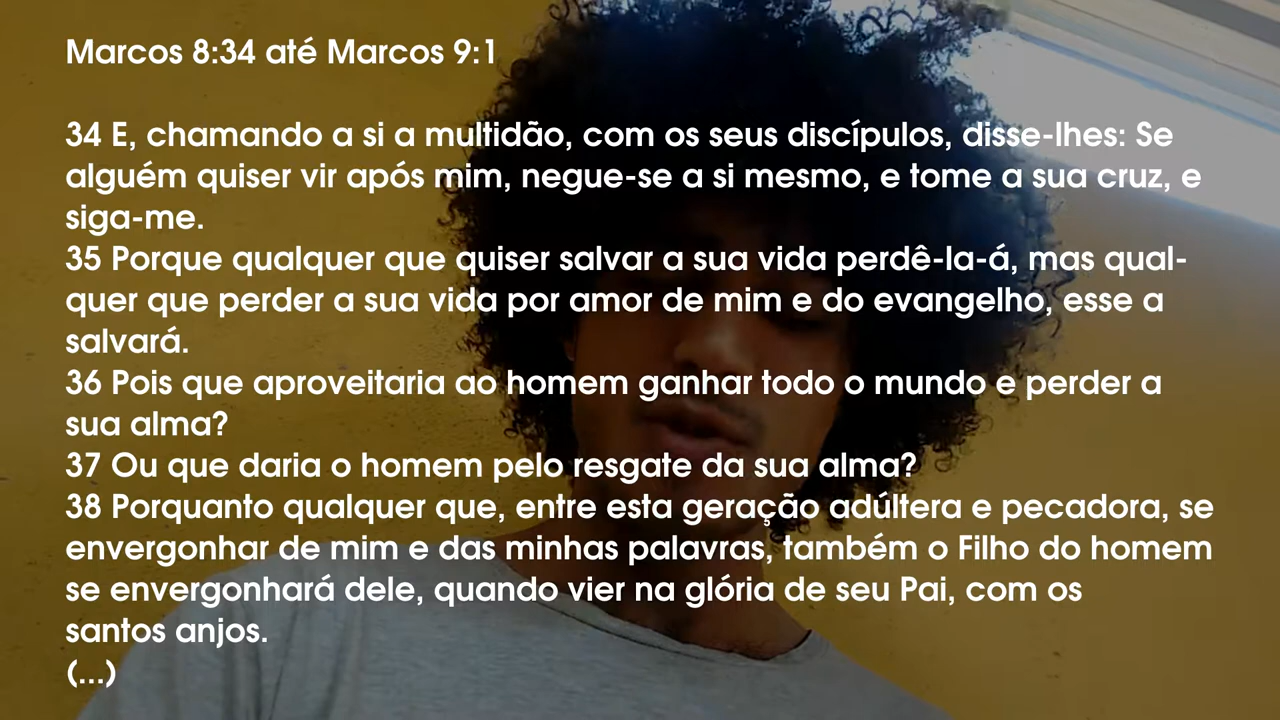 Marcos 8:34 até Marcos 9:1
34 E, chamando a si a multidão, com os seus discípulos, disse-lhes: Se
alguém quiser vir após mim, negue-se a si mesmo, e tome a sua cruz, e
siga-me.
35 Porque qualquer que quiser salvar a sua vida perdê-la-á, mas qual-
quer que perder a sua vida por amor de mim e do evangelho, esse a
salvará.
36 Pois que aproveitaria ao homem ganhar todo o mundo e perder a
sua alma?
37 Ou que daria o homem pelo resgate da sua alma?
38 Porquanto qualquer que, entre esta geração adúltera e pecadora, se
envergonhar de mim e das minhas palavras, também o Filho do homem
se envergonhará dele, quando vier na glória de seu Pai, com os
santos anjos.
(...)